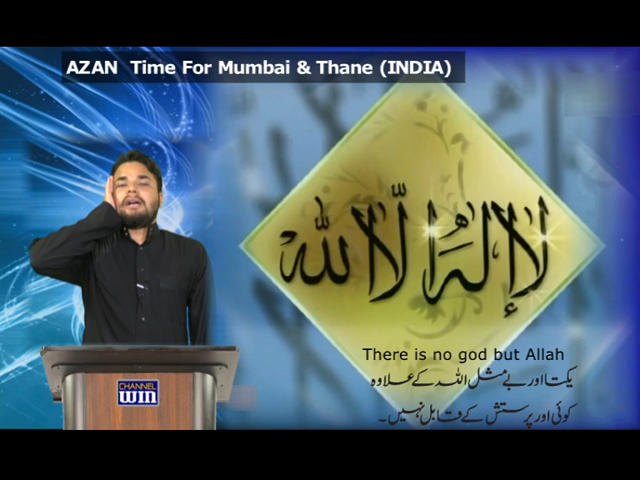 AZAN Time For Mumbai & Thane (INDIA)
لا إله إلا الله
There is no god but Allah
یکتا اور بے مثل اللہ کے علاوہ
کوئی اور پرستش کے قابل نہیں۔
CHANNEL
WIN